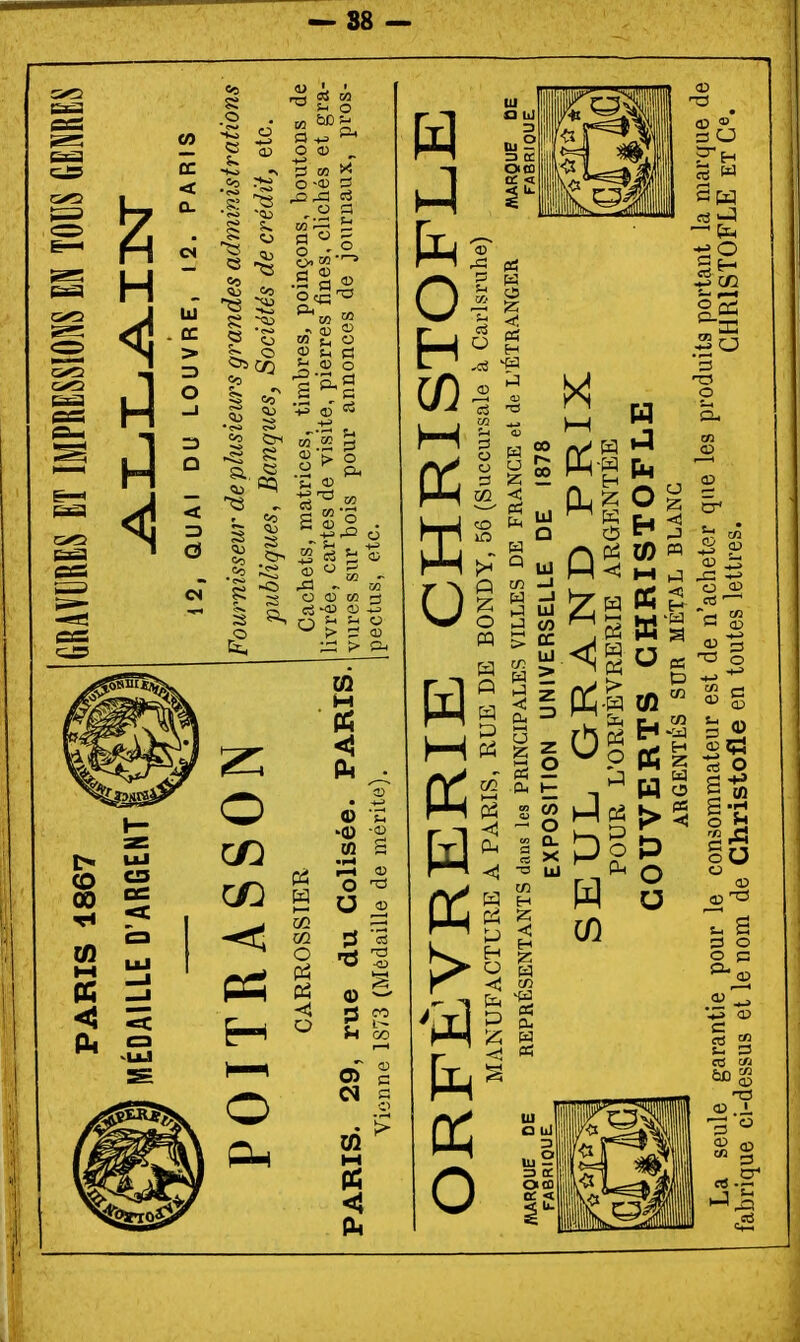 — 38 —
PARIS 1867
MÉDAILLE D'ARGENT
POITRASSON
CARROSSIER
PARIS. 29, rue du Colisée. PARIS.
Vienne 1873 (Médaille de mérite).
GRAVURES ET IMPRESSIONS EN TOUS GENRES
ALLAIN
12, QUAI DU LOUVRE, 12. PARIS
Fournisseur de plusieurs grandes administrations
publiques, Banques, Sociétés de crédit, etc.
Cachets, matrices, timbres, poinçons, boutons de
livrée, cartes de visite, pierres fines, clichés et gra-
vures sur bois pour annonces de journaux, pros-
pectus, etc.
ORFÈVRERIE CHRISTOFLE
MANUFACTURE A PARIS, RUE DE BONDY, 56 (Succursale à Carlsruhe)
REPRÉSENTANTS dans les PRINCIPALES VILLES DE FRANCE et de L'ÉTRANGER
MARQUE DE
FABRIQUE
EXPOSITION UNIVERSELLE DE 1878
MARQUE DE
FABRIQUE
SEUL GRAND PRIX
POUR L'ORFÈVRERIE ARGENTÉE
COUVERTS CHRISTOFLE
ARGENTÉS SUR MÉTAL BLANC
La seule garantie pour le consommateur est de n'acheter que les produits portant la marque de
fabrique ci-dessus et le nom de Christofle en toutes lettres. CHRISTOFLE ET Cᵉ.